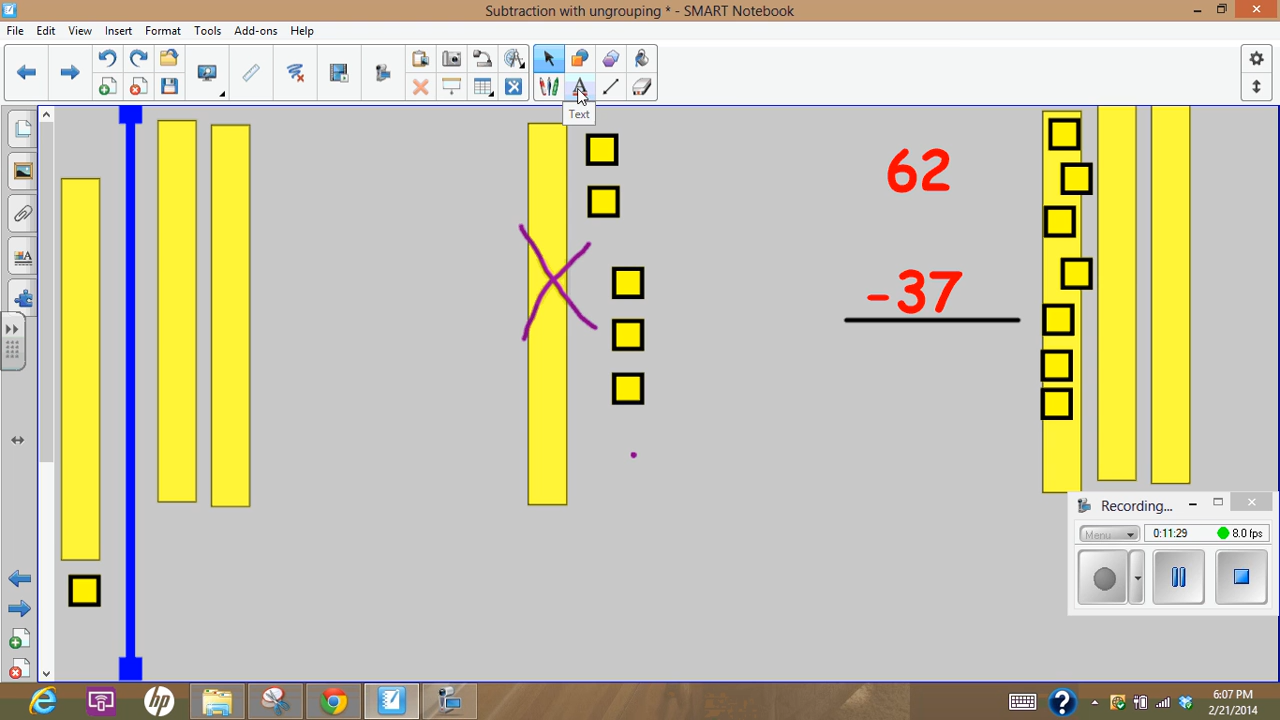 Subtraction with ungrouping * - SMART Notebook
File Edit View Insert Format Tools Add-ons Help
Text
62
-37
Recording...
Menu
0:11:29
8.0 fps
hp
6:07 PM
2/21/2014